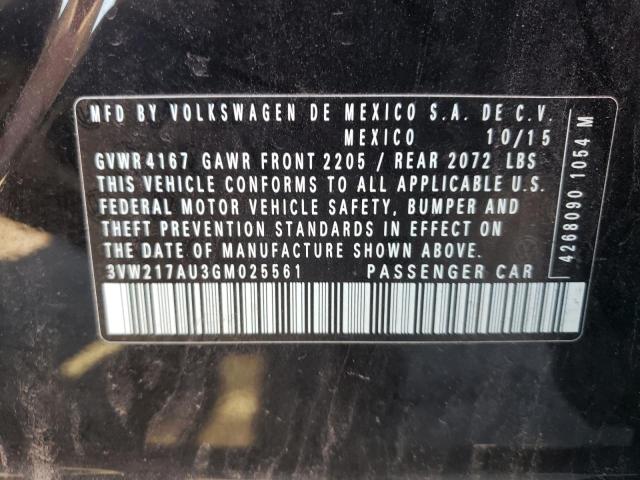 MFD BY VOLKSWAGEN DE MEXICO S.A. DE C.V.
MEXICO 10/15
GVWR4167 GAWR FRONT 2205 / REAR 2072 LBS
THIS VEHICLE CONFORMS TO ALL APPLICABLE U.S.
FEDERAL MOTOR VEHICLE SAFETY, BUMPER AND
THEFT PREVENTION STANDARDS IN EFFECT ON
THE DATE OF MANUFACTURE SHOWN ABOVE.
3VW217AU3GM025561 PASSENGER CAR
4268090 1054 M